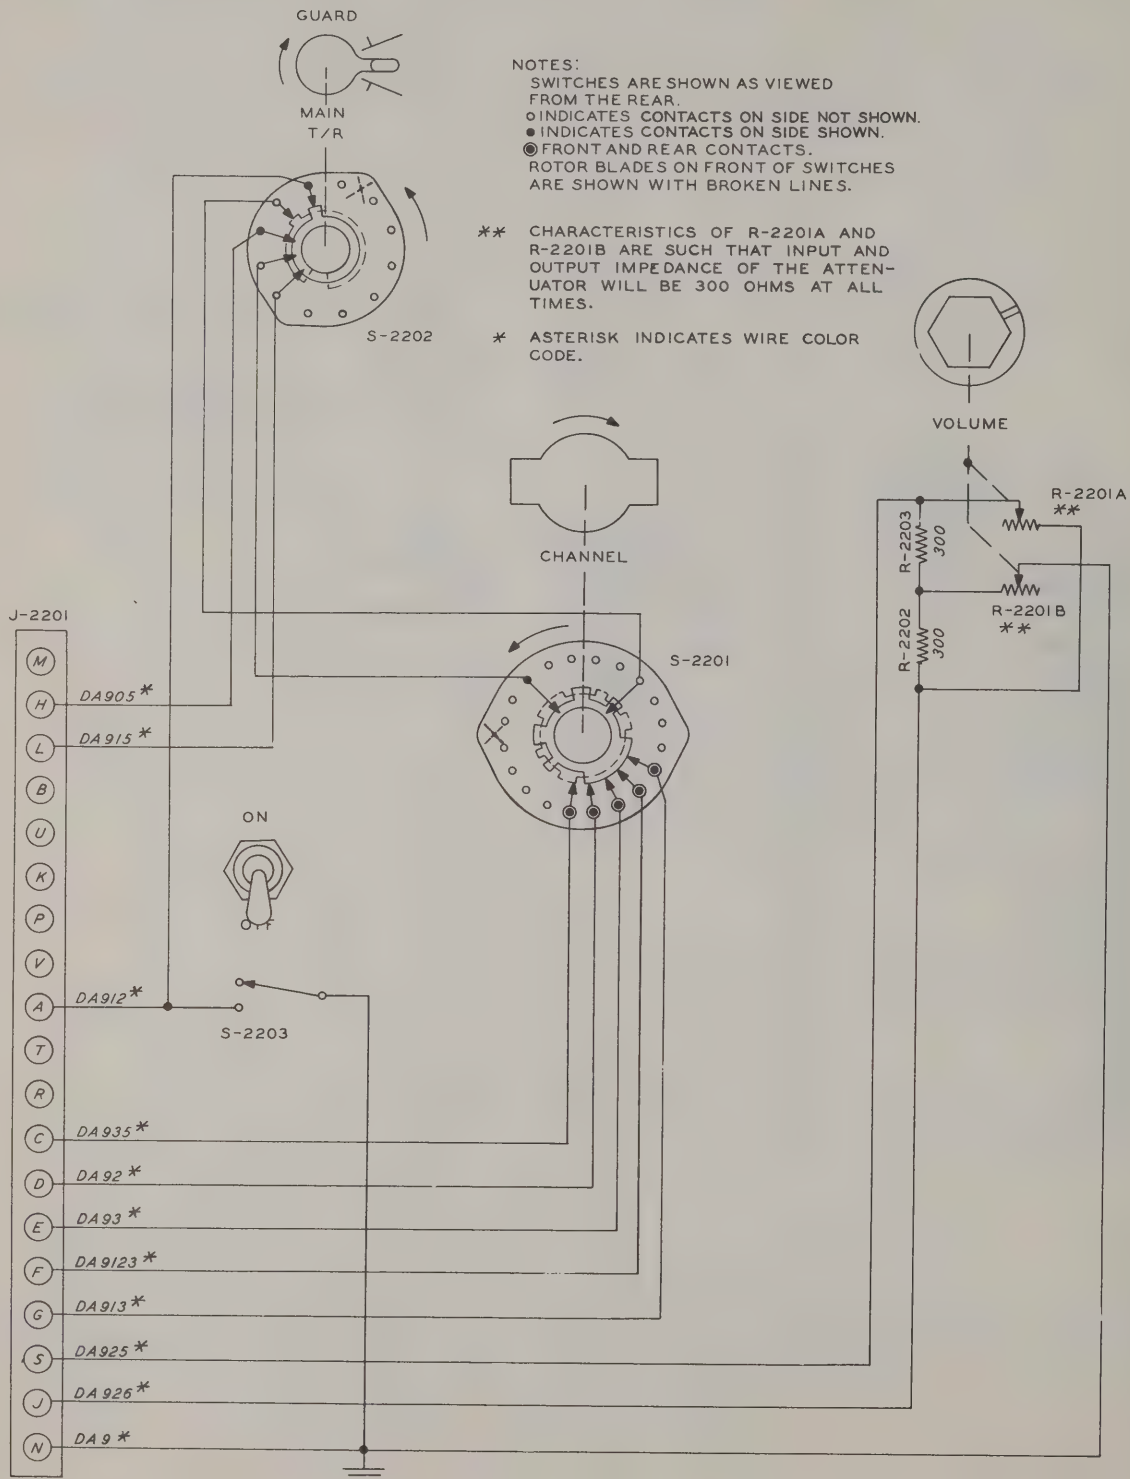 GUARD
MAIN
T/R
S-2202
NOTES:
SWITCHES ARE SHOWN AS VIEWED
FROM THE REAR.
○ INDICATES CONTACTS ON SIDE NOT SHOWN.
● INDICATES CONTACTS ON SIDE SHOWN.
◉ FRONT AND REAR CONTACTS.
ROTOR BLADES ON FRONT OF SWITCHES
ARE SHOWN WITH BROKEN LINES.
** CHARACTERISTICS OF R-2201A AND
R-2201B ARE SUCH THAT INPUT AND
OUTPUT IMPEDANCE OF THE ATTEN-
UATOR WILL BE 300 OHMS AT ALL
TIMES.
* ASTERISK INDICATES WIRE COLOR
CODE.
VOLUME
R-2201A
**
R-2203
300
R-2201B
**
R-2202
300
CHANNEL
S-2201
J-2201
M
H DA905*
L DA915*
B
U
K
P
V
A DA912*
T
R
C DA935*
D DA92*
E DA93*
F DA9123*
G DA913*
S DA925*
J DA926*
N DA9*
ON
OFF
S-2203